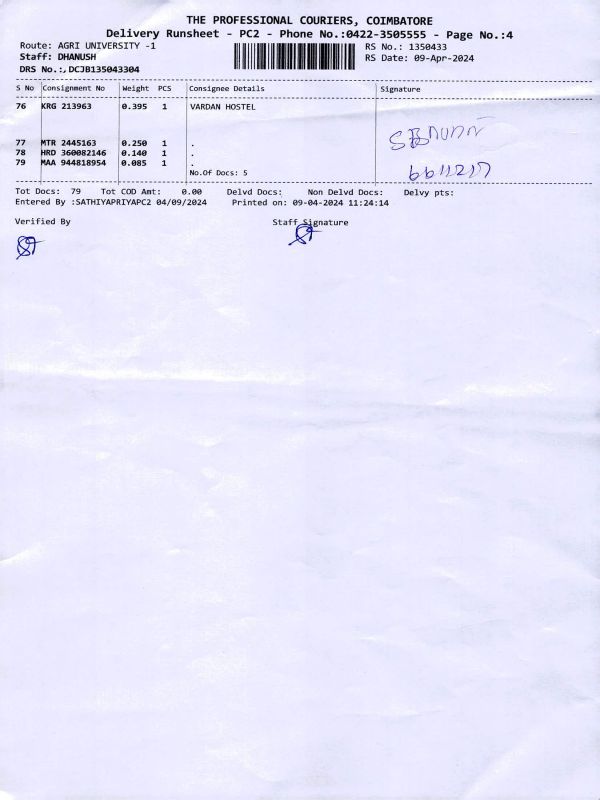 THE PROFESSIONAL COURIERS, COIMBATORE
Delivery Runsheet - PC2 - Phone No.:0422-3505555 - Page No.:4
Route: AGRI UNIVERSITY -1
RS No.: 1350433
Staff: DHANUSH
RS Date: 09-Apr-2024
DRS No.:,DCJB135043304
S No Consignment No Weight PCS Consignee Details Signature
76 KRG 213963 0.395 1 VARDAN HOSTEL
77 MTR 2445163 0.250 1 .
78 HRD 360082146 0.140 1 .
79 MAA 944818954 0.085 1 .
No.Of Docs: 5
Tot Docs: 79 Tot COD Amt: 0.00 Delvd Docs: Non Delvd Docs: Delvy pts:
Entered By :SATHIYAPRIYAPC2 04/09/2024 Printed on: 09-04-2024 11:24:14
Verified By Staff Signature